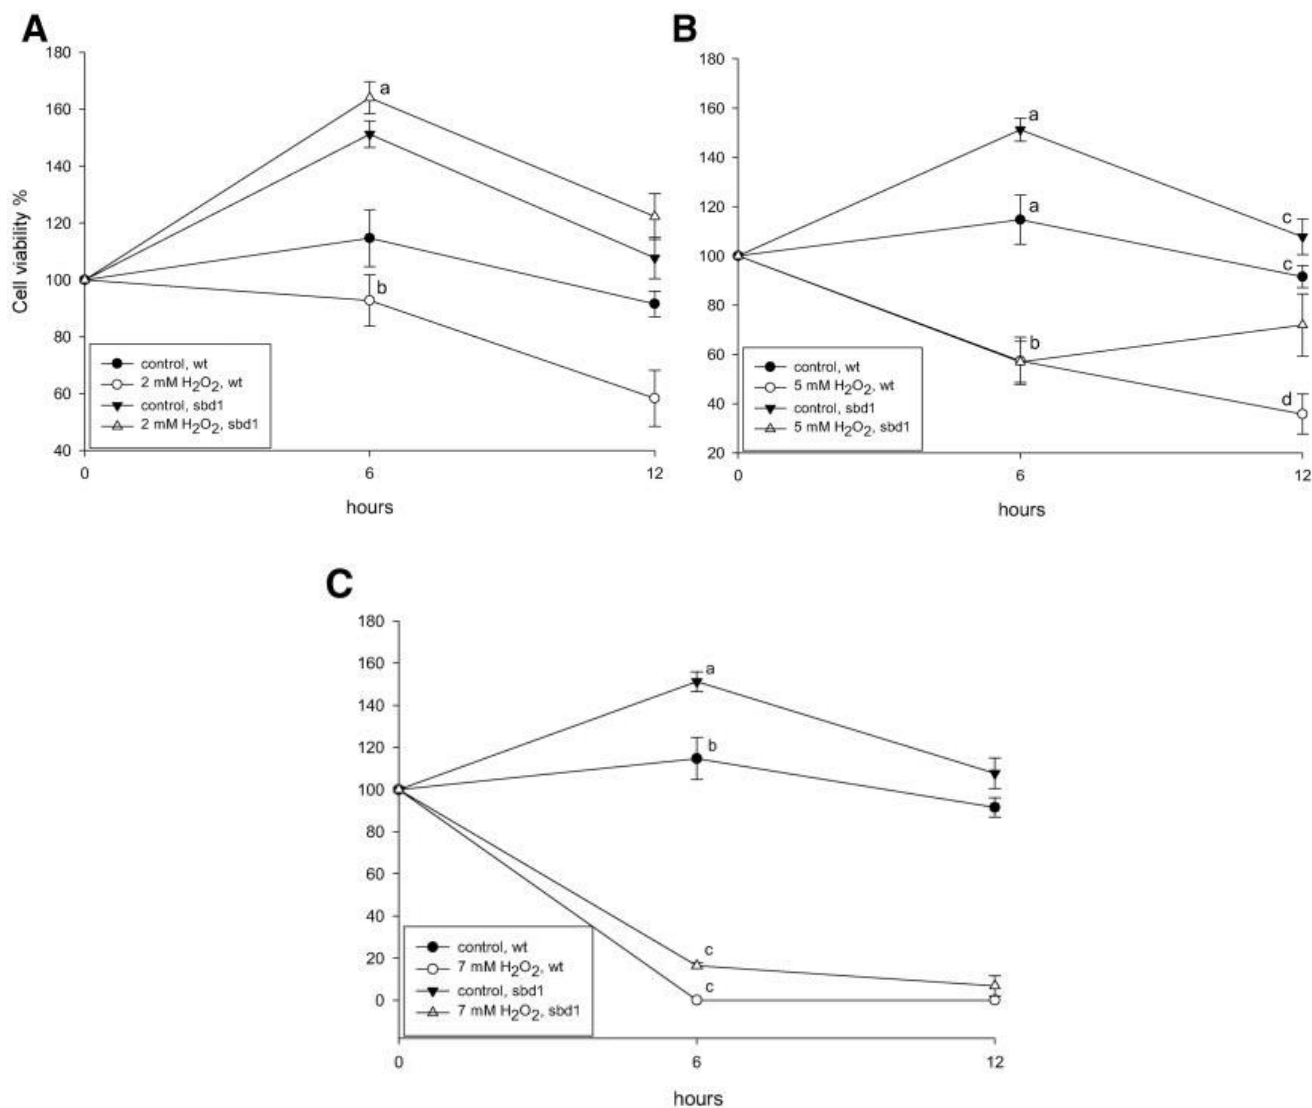 A
180
160
140
120
100
80
60
40
Cell viability %
a
b
control, wt
2 mM H2O2, wt
control, sbd1
2 mM H2O2, sbd1
0
6
12
hours
B
180
160
140
120
100
80
60
40
20
a
a
b
c
c
d
control, wt
5 mM H2O2, wt
control, sbd1
5 mM H2O2, sbd1
0
6
12
hours
C
180
160
140
120
100
80
60
40
20
0
a
b
c
c
control, wt
7 mM H2O2, wt
control, sbd1
7 mM H2O2, sbd1
0
6
12
hours